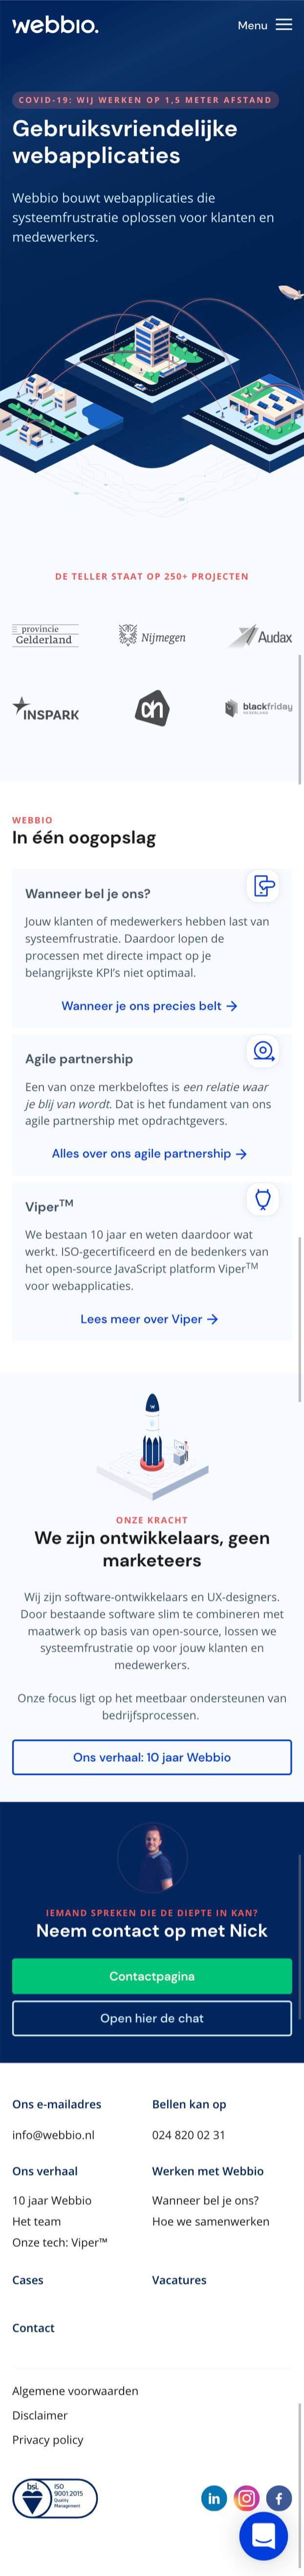 webbio.
Menu
COVID-19: WIJ WERKEN OP 1,5 METER AFSTAND
Gebruiksvriendelijke
webapplicaties
Webbio bouwt webapplicaties die
systeemfrustratie oplossen voor klanten en
medewerkers.
DE TELLER STAAT OP 250+ PROJECTEN
provincie
Gelderland
Nijmegen
Audax
INSPARK
ah
blackfriday
NEDERLAND
WEBBIO
In één oogopslag
Wanneer bel je ons?
Jouw klanten of medewerkers hebben last van
systeemfrustratie. Daardoor lopen de
processen met directe impact op je
belangrijkste KPI's niet optimaal.
Wanneer je ons precies belt →
Agile partnership
Een van onze merkbeloftes is een relatie waar
je blij van wordt. Dat is het fundament van ons
agile partnership met opdrachtgevers.
Alles over ons agile partnership →
Viper™
We bestaan 10 jaar en weten daardoor wat
werkt. ISO-gecertificeerd en de bedenkers van
het open-source JavaScript platform Viper™
voor webapplicaties.
Lees meer over Viper →
ONZE KRACHT
We zijn ontwikkelaars, geen
marketeers
Wij zijn software-ontwikkelaars en UX-designers.
Door bestaande software slim te combineren met
maatwerk op basis van open-source, lossen we
systeemfrustratie op voor jouw klanten en
medewerkers.
Onze focus ligt op het meetbaar ondersteunen van
bedrijfsprocessen.
Ons verhaal: 10 jaar Webbio
IEMAND SPREKEN DIE DE DIEPTE IN KAN?
Neem contact op met Nick
Contactpagina
Open hier de chat
Ons e-mailadres
Bellen kan op
info@webbio.nl
024 820 02 31
Ons verhaal
Werken met Webbio
10 jaar Webbio
Wanneer bel je ons?
Het team
Hoe we samenwerken
Onze tech: Viper™
Cases
Vacatures
Contact
Algemene voorwaarden
Disclaimer
Privacy policy
bsi.
ISO
9001:2015
Quality
Management